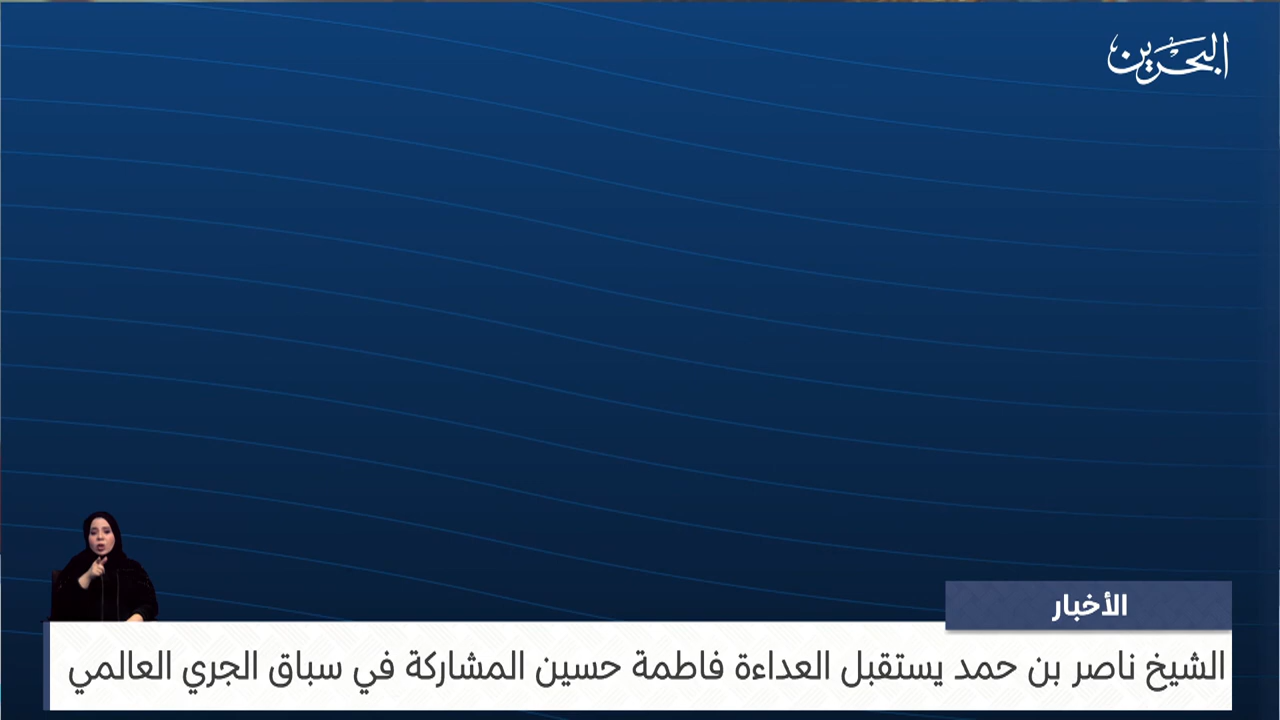 البحرين
الأخبار
الشيخ ناصر بن حمد يستقبل العداءة فاطمة حسين المشاركة في سباق الجري العالمي